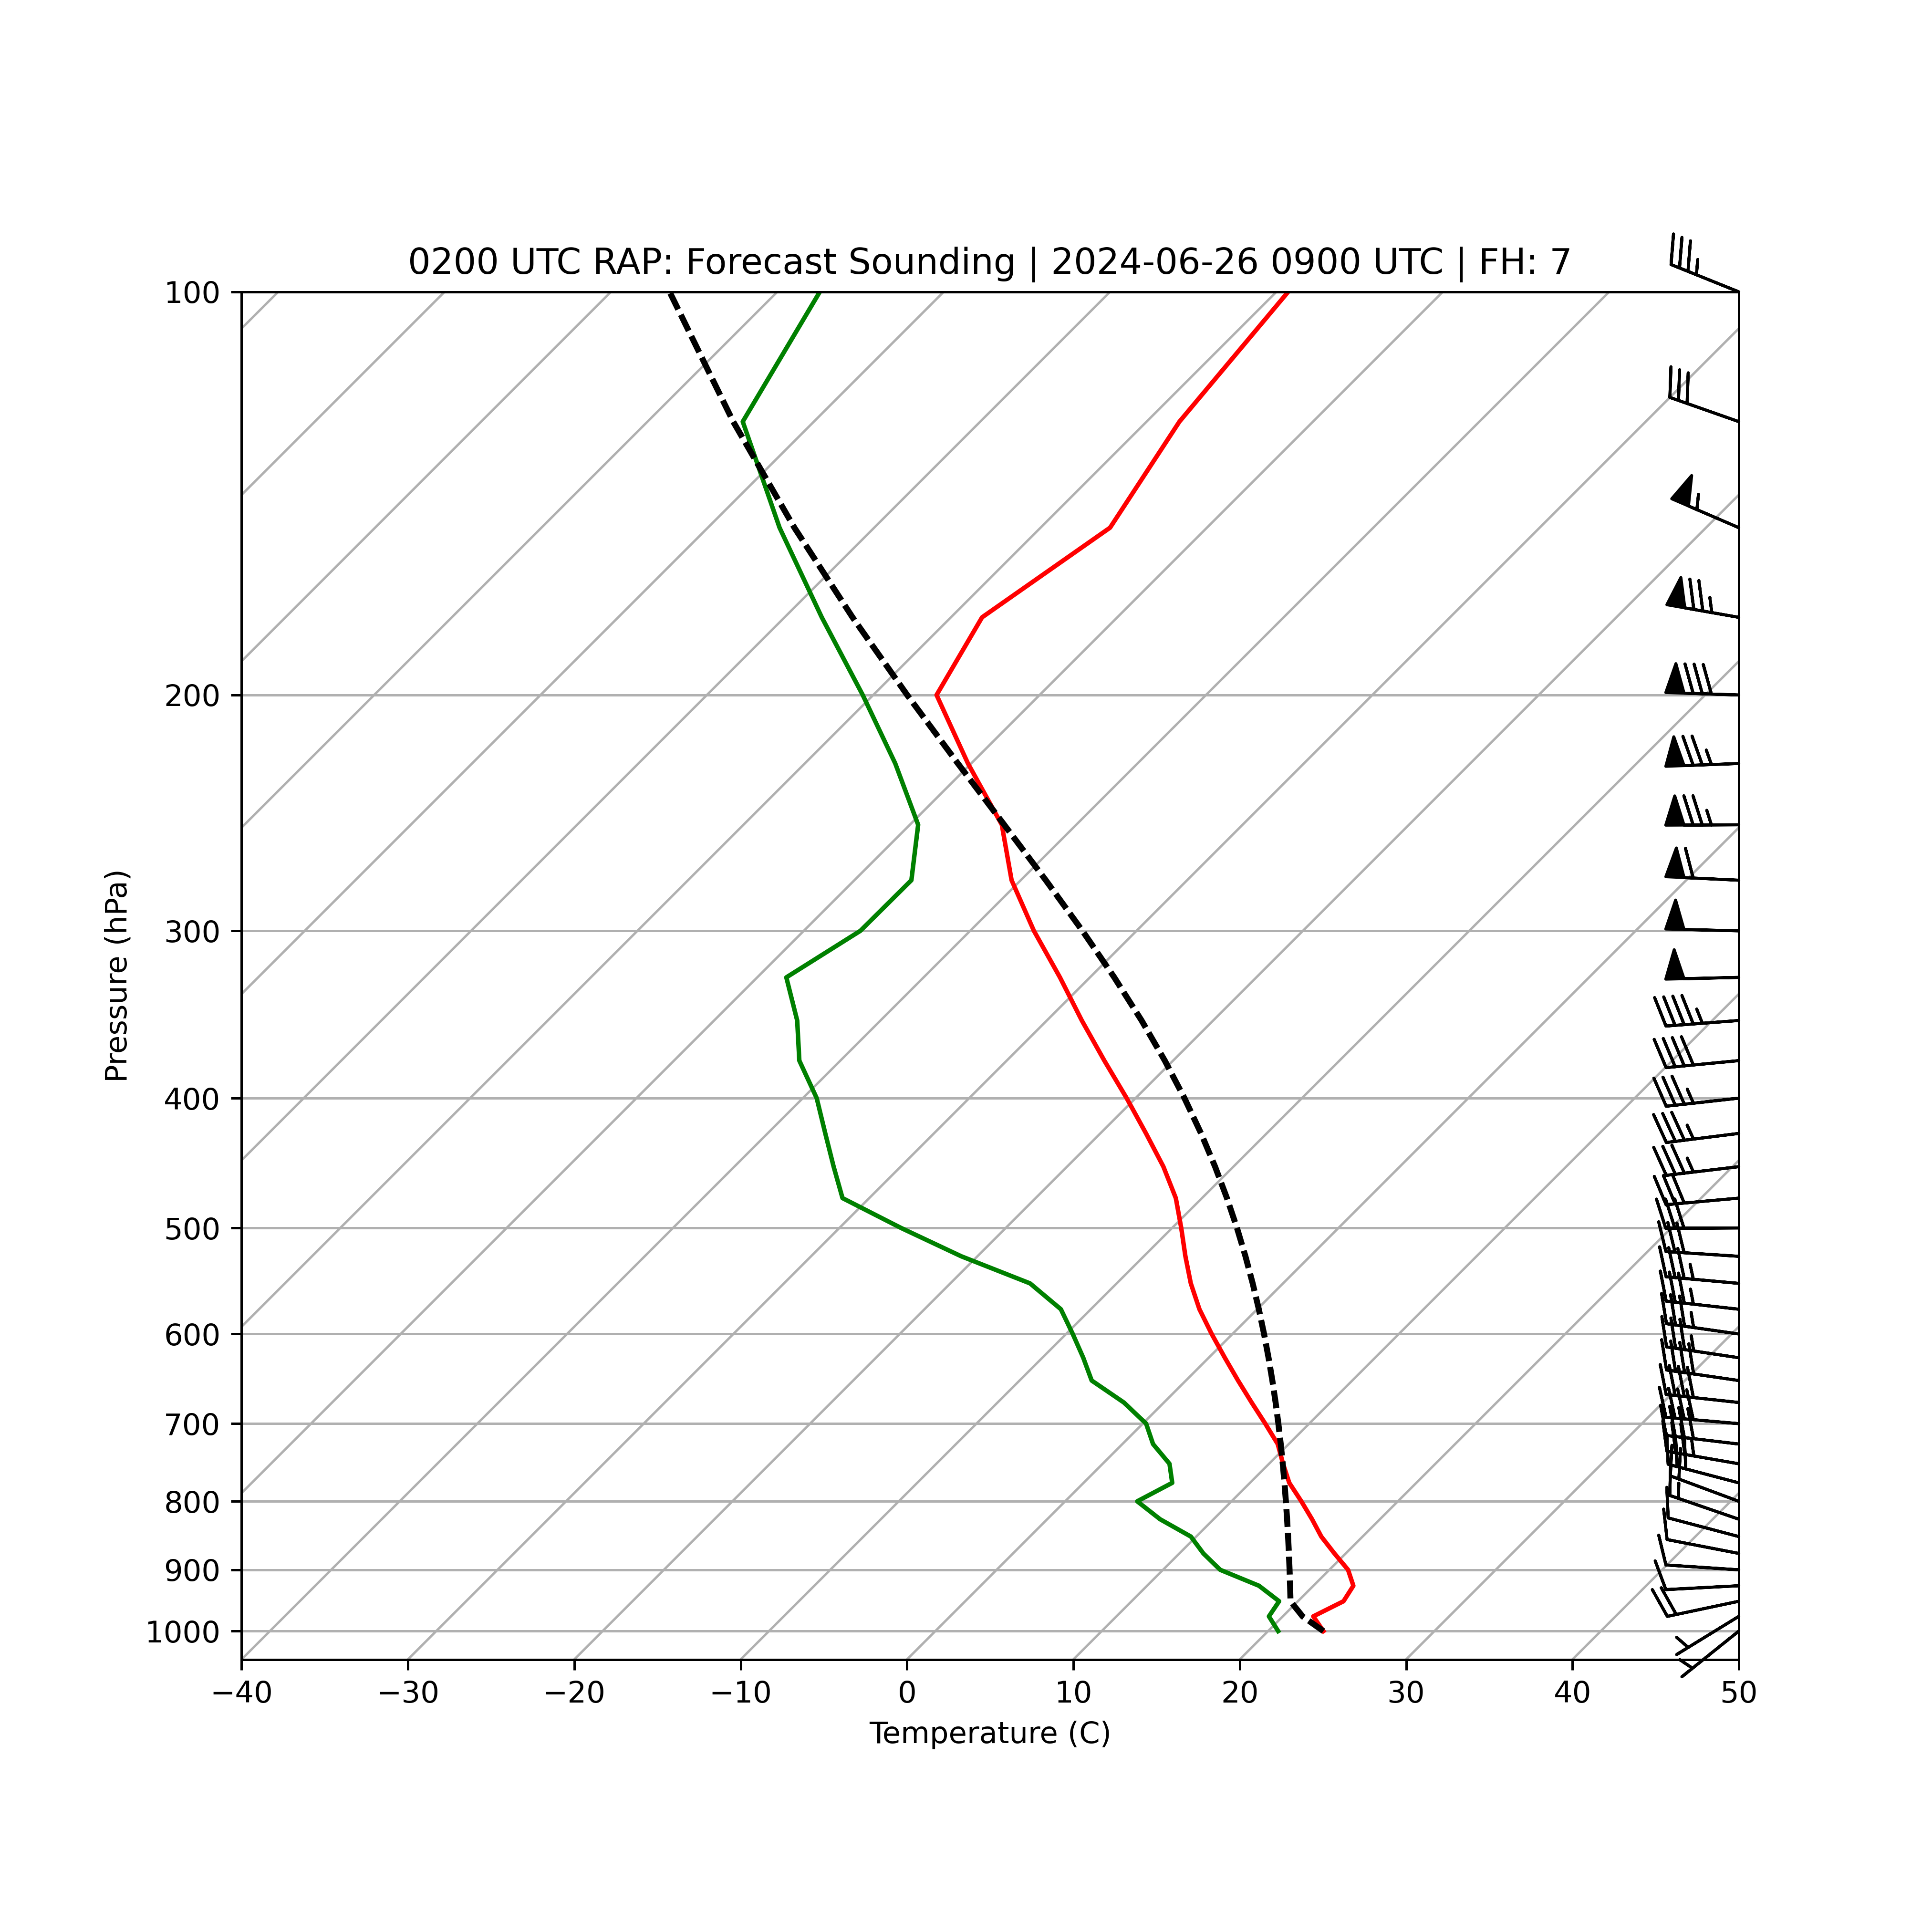 0200 UTC RAP: Forecast Sounding | 2024-06-26 0900 UTC | FH: 7
100
200
300
400
500
600
700
800
900
1000
Pressure (hPa)
−40 −30 −20 −10 0 10 20 30 40 50
Temperature (C)